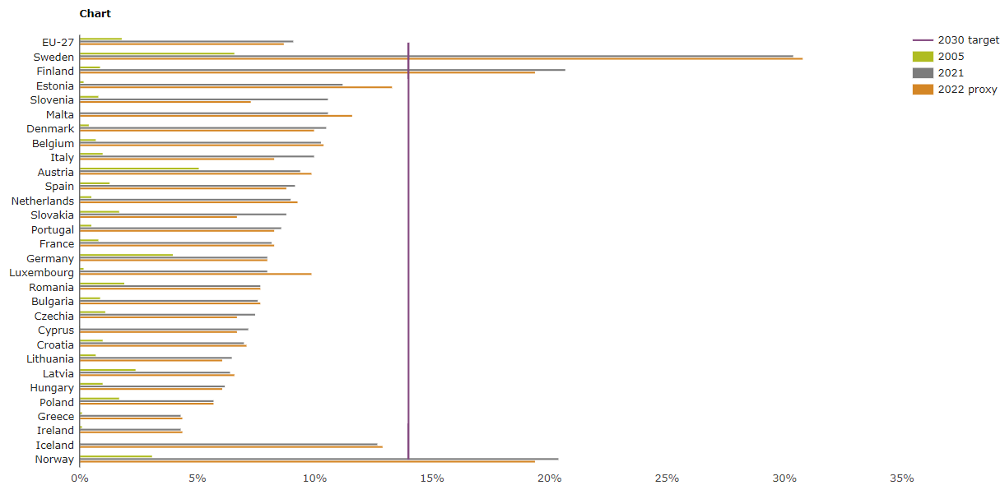 Chart
2030 target
2005
2021
2022 proxy
EU-27
Sweden
Finland
Estonia
Slovenia
Malta
Denmark
Belgium
Italy
Austria
Spain
Netherlands
Slovakia
Portugal
France
Germany
Luxembourg
Romania
Bulgaria
Czechia
Cyprus
Croatia
Lithuania
Latvia
Hungary
Poland
Greece
Ireland
Iceland
Norway
0% 5% 10% 15% 20% 25% 30% 35%